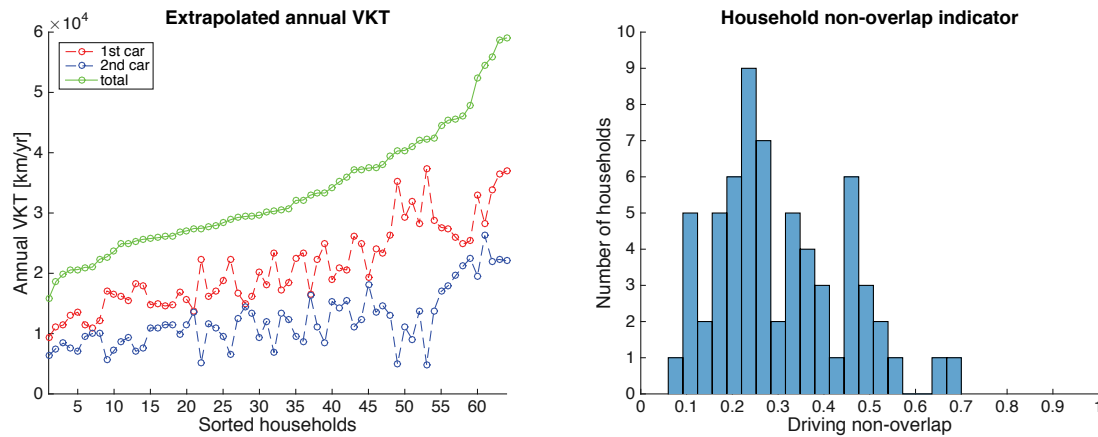 Extrapolated annual VKT
× 10⁴
6
5
4
3
2
1
0
Annual VKT [km/yr]
1st car
2nd car
total
5 10 15 20 25 30 35 40 45 50 55 60
Sorted households
Household non-overlap indicator
10
9
8
7
6
5
4
3
2
1
0
Number of households
0 0.1 0.2 0.3 0.4 0.5 0.6 0.7 0.8 0.9 1
Driving non-overlap